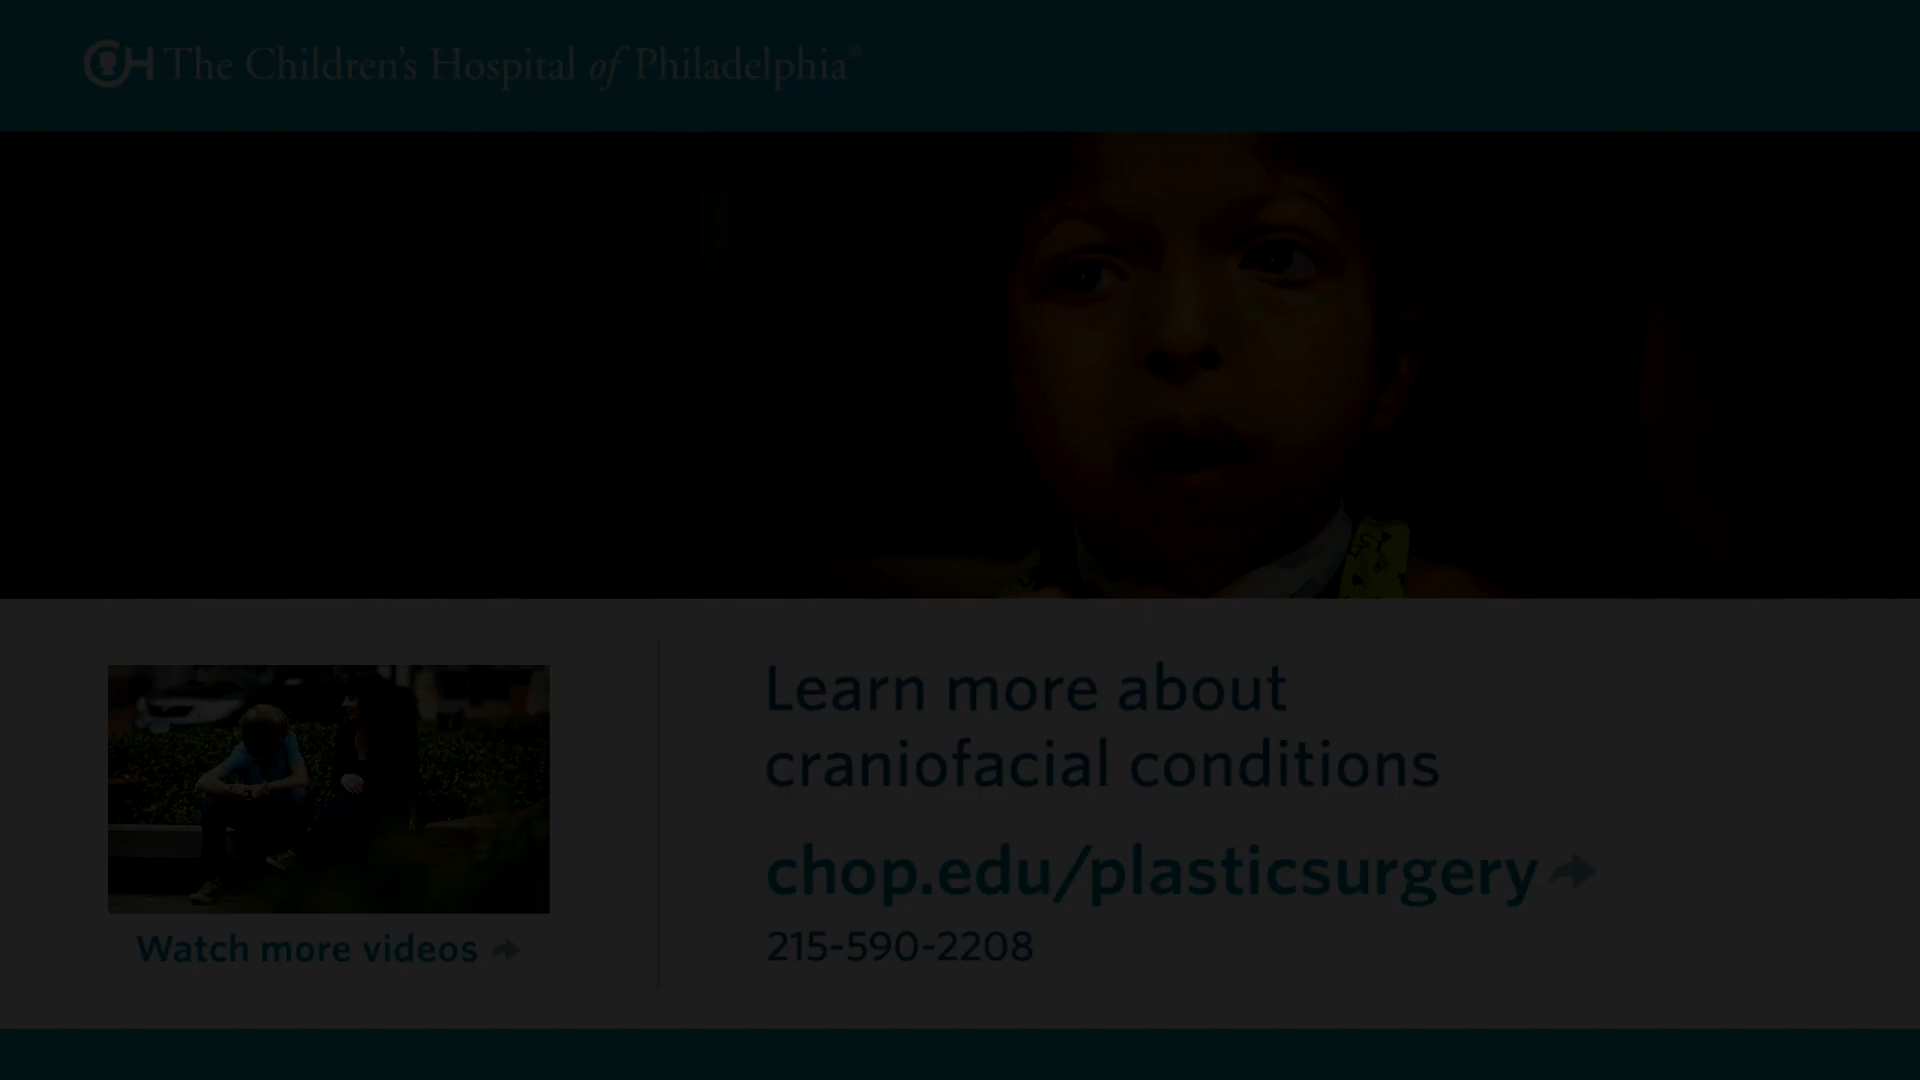 The Children's Hospital of Philadelphia®
Learn more about
craniofacial conditions
chop.edu/plasticsurgery
215-590-2208
Watch more videos